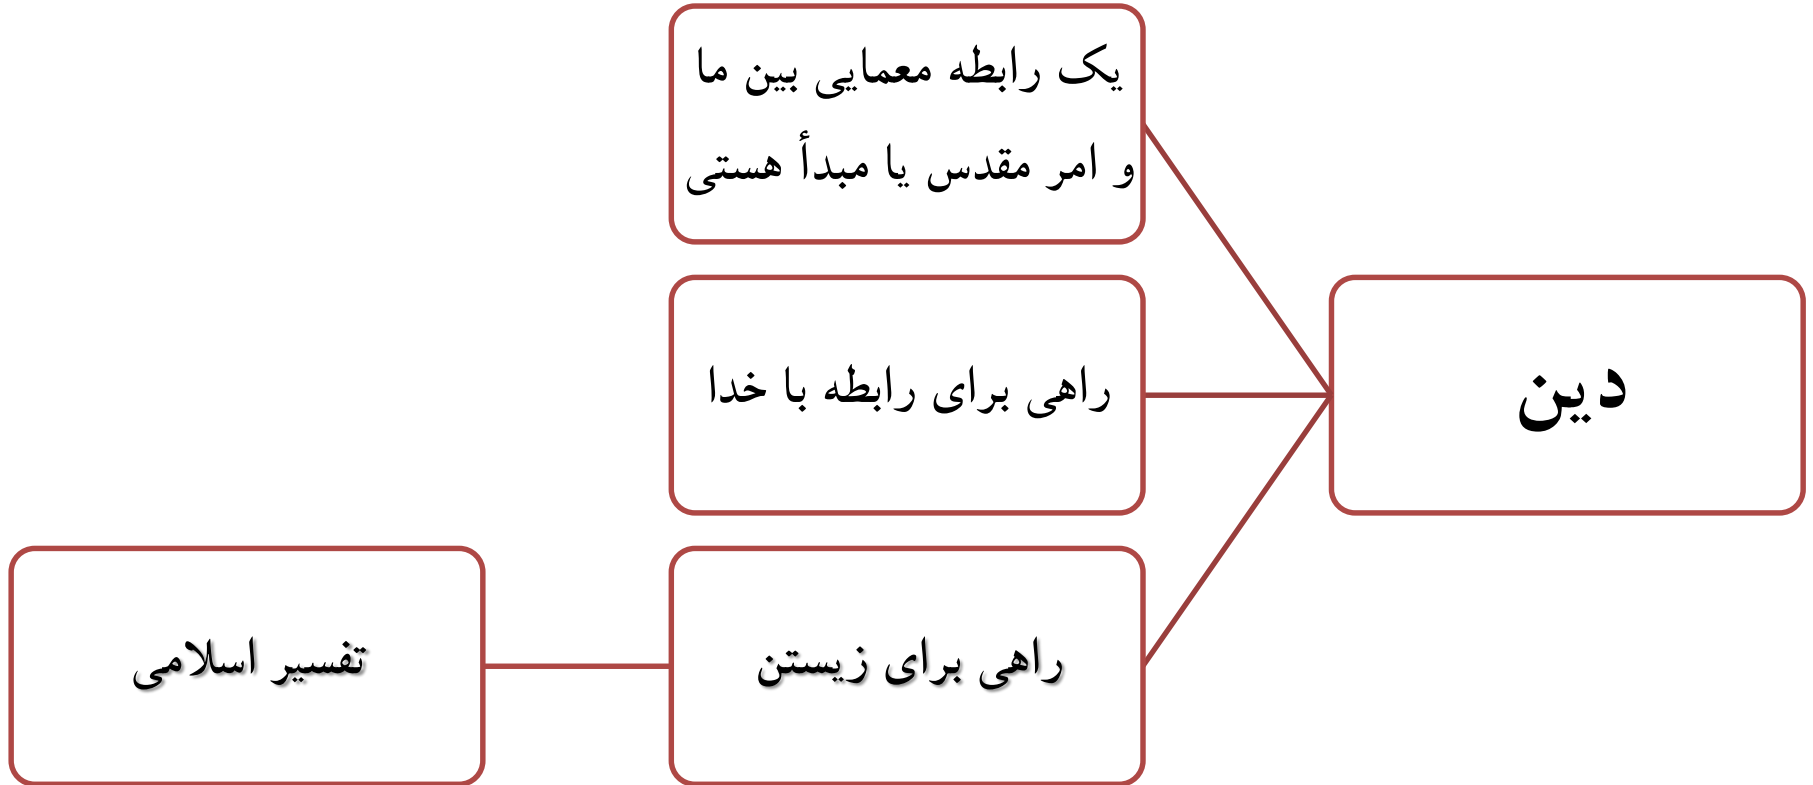 دین
یک رابطه معمایی بین ما
و امر مقدس یا مبدأ هستی
راهی برای رابطه با خدا
راهی برای زیستن
تفسیر اسلامی